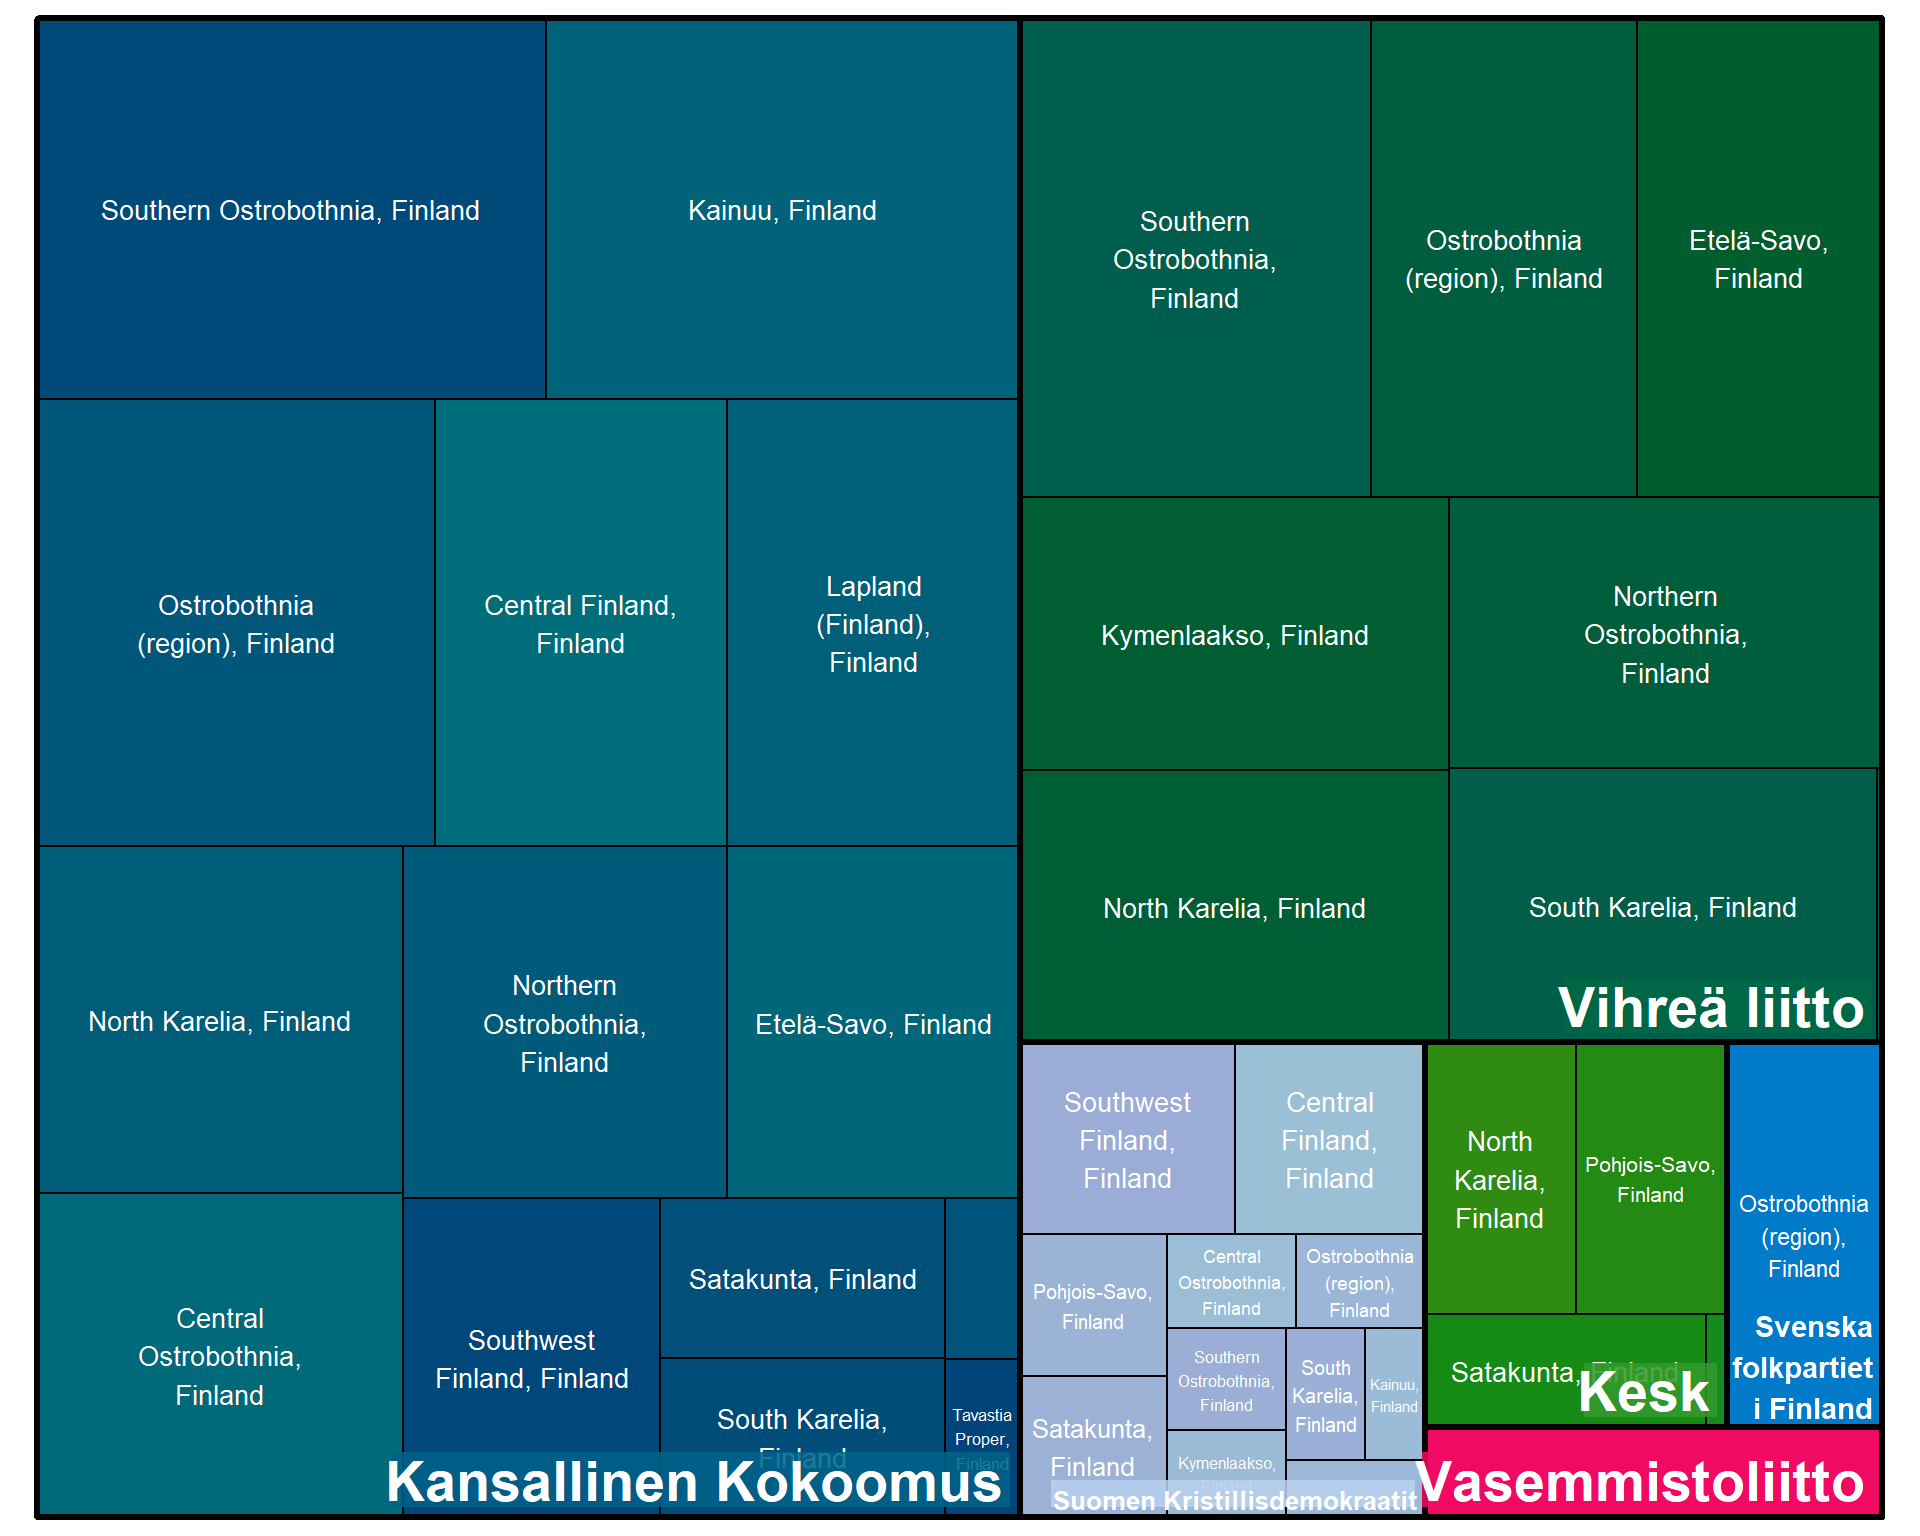 Southern Ostrobothnia, Finland
Kainuu, Finland
Ostrobothnia
(region), Finland
Central Finland,
Finland
Lapland
(Finland),
Finland
North Karelia, Finland
Northern
Ostrobothnia,
Finland
Etelä-Savo, Finland
Central
Ostrobothnia,
Finland
Southwest
Finland, Finland
Satakunta, Finland
South Karelia,
Finland
Tavastia
Proper,
Finland
Kansallinen Kokoomus
Southern
Ostrobothnia,
Finland
Ostrobothnia
(region), Finland
Etelä-Savo,
Finland
Kymenlaakso, Finland
Northern
Ostrobothnia,
Finland
North Karelia, Finland
South Karelia, Finland
Vihreä liitto
Southwest
Finland,
Finland
Central
Finland,
Finland
Pohjois-Savo,
Finland
Central
Ostrobothnia,
Finland
Ostrobothnia
(region),
Finland
Satakunta,
Finland
Southern
Ostrobothnia,
Finland
South
Karelia,
Finland
Kainuu,
Finland
Kymenlaakso,
Suomen Kristillisdemokraatit
North
Karelia,
Finland
Pohjois-Savo,
Finland
Satakunta, Finland
Kesk
Ostrobothnia
(region),
Finland
Svenska
folkpartiet
i Finland
Vasemmistoliitto